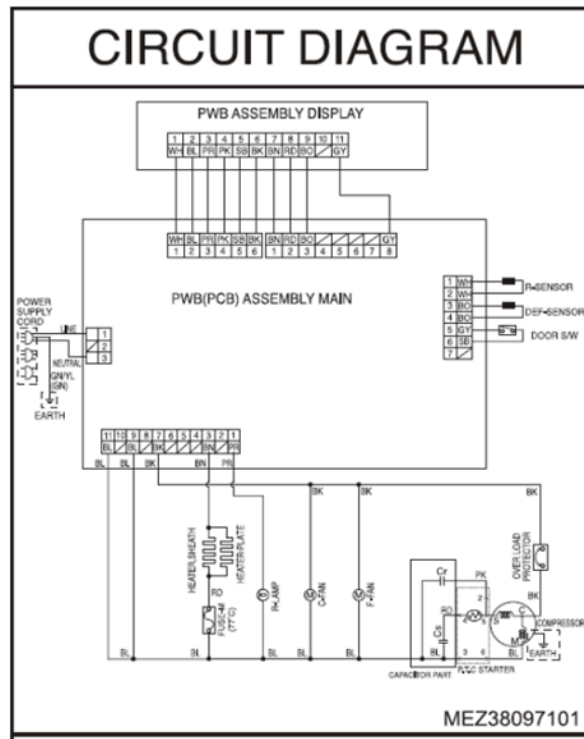 CIRCUIT DIAGRAM
PWB ASSEMBLY DISPLAY
1 2 3 4 5 6 7 8 9 10 11
WH BL PR PK SB BK BN RD BO GY
WH BL PR PK SB BK BN RD BO GY
1 2 3 4 5 6 1 2 3 4 5 6 7 8
PWB(PCB) ASSEMBLY MAIN
1 WH
2 WH
R-SENSOR
3 BO
4 BO
DEF-SENSOR
5 GY
6 SB
DOOR S/W
7
POWER
SUPPLY
CORD
LINE
NEUTRAL
GN/YL
(GN)
EARTH
1
2
3
11 10 9 8 7 6 5 4 3 2 1
BL BL BK BN PR
BL BL BK BN PR
BK BK BK
HEATER,SHEATH
HEATER-PLATE
RD
FUSE-M
(77°C)
R-LAMP
C-FAN
F-FAN
OVER LOAD
PROTECTOR
BK
Cr
PK
2
RD
4 5 S C
COMPRESSOR
Cs
M
EARTH
BL 3 6 BL
BL BL BL BL BL
CAPACITOR PART
P.T.C STARTER
MEZ38097101